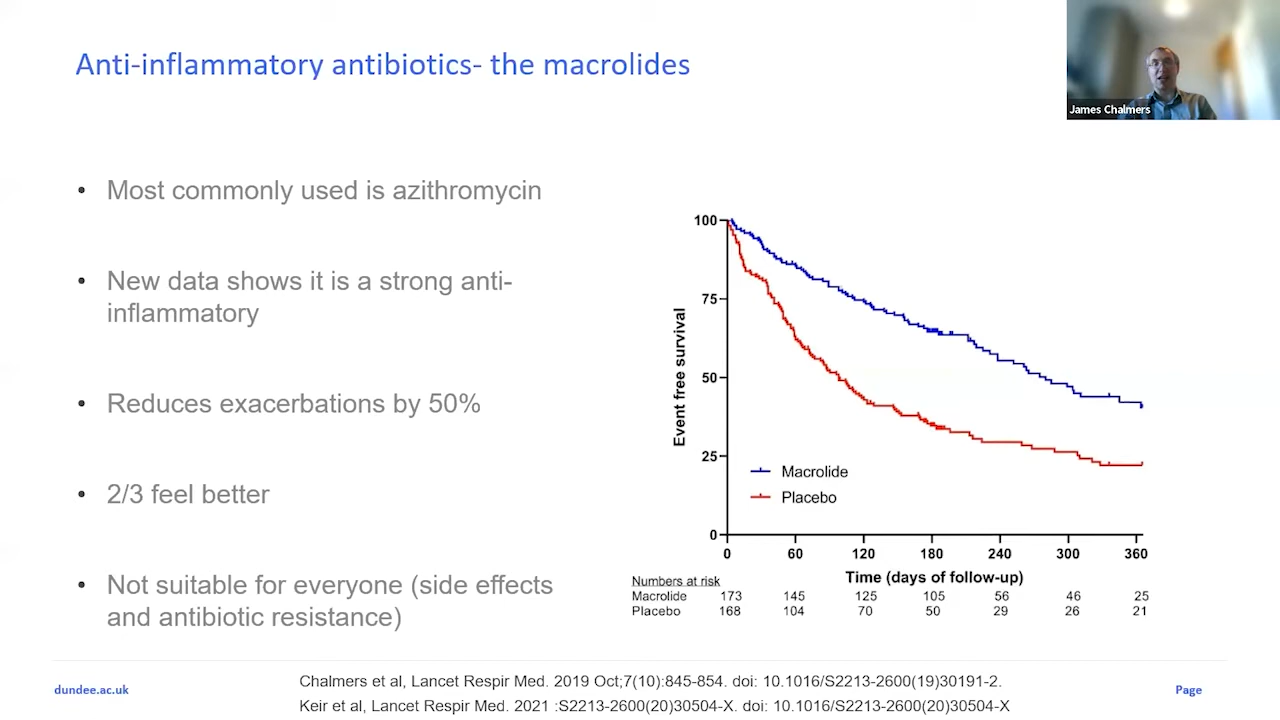 Anti-inflammatory antibiotics- the macrolides
James Chalmers
• Most commonly used is azithromycin
• New data shows it is a strong anti-
inflammatory
• Reduces exacerbations by 50%
• 2/3 feel better
• Not suitable for everyone (side effects
and antibiotic resistance)
Event free survival
100
75
50
25
0
Macrolide
Placebo
0 60 120 180 240 300 360
Time (days of follow-up)
Numbers at risk
Macrolide 173 145 125 105 56 46 25
Placebo 168 104 70 50 29 26 21
Chalmers et al, Lancet Respir Med. 2019 Oct;7(10):845-854. doi: 10.1016/S2213-2600(19)30191-2.
Keir et al, Lancet Respir Med. 2021 :S2213-2600(20)30504-X. doi: 10.1016/S2213-2600(20)30504-X
dundee.ac.uk
Page